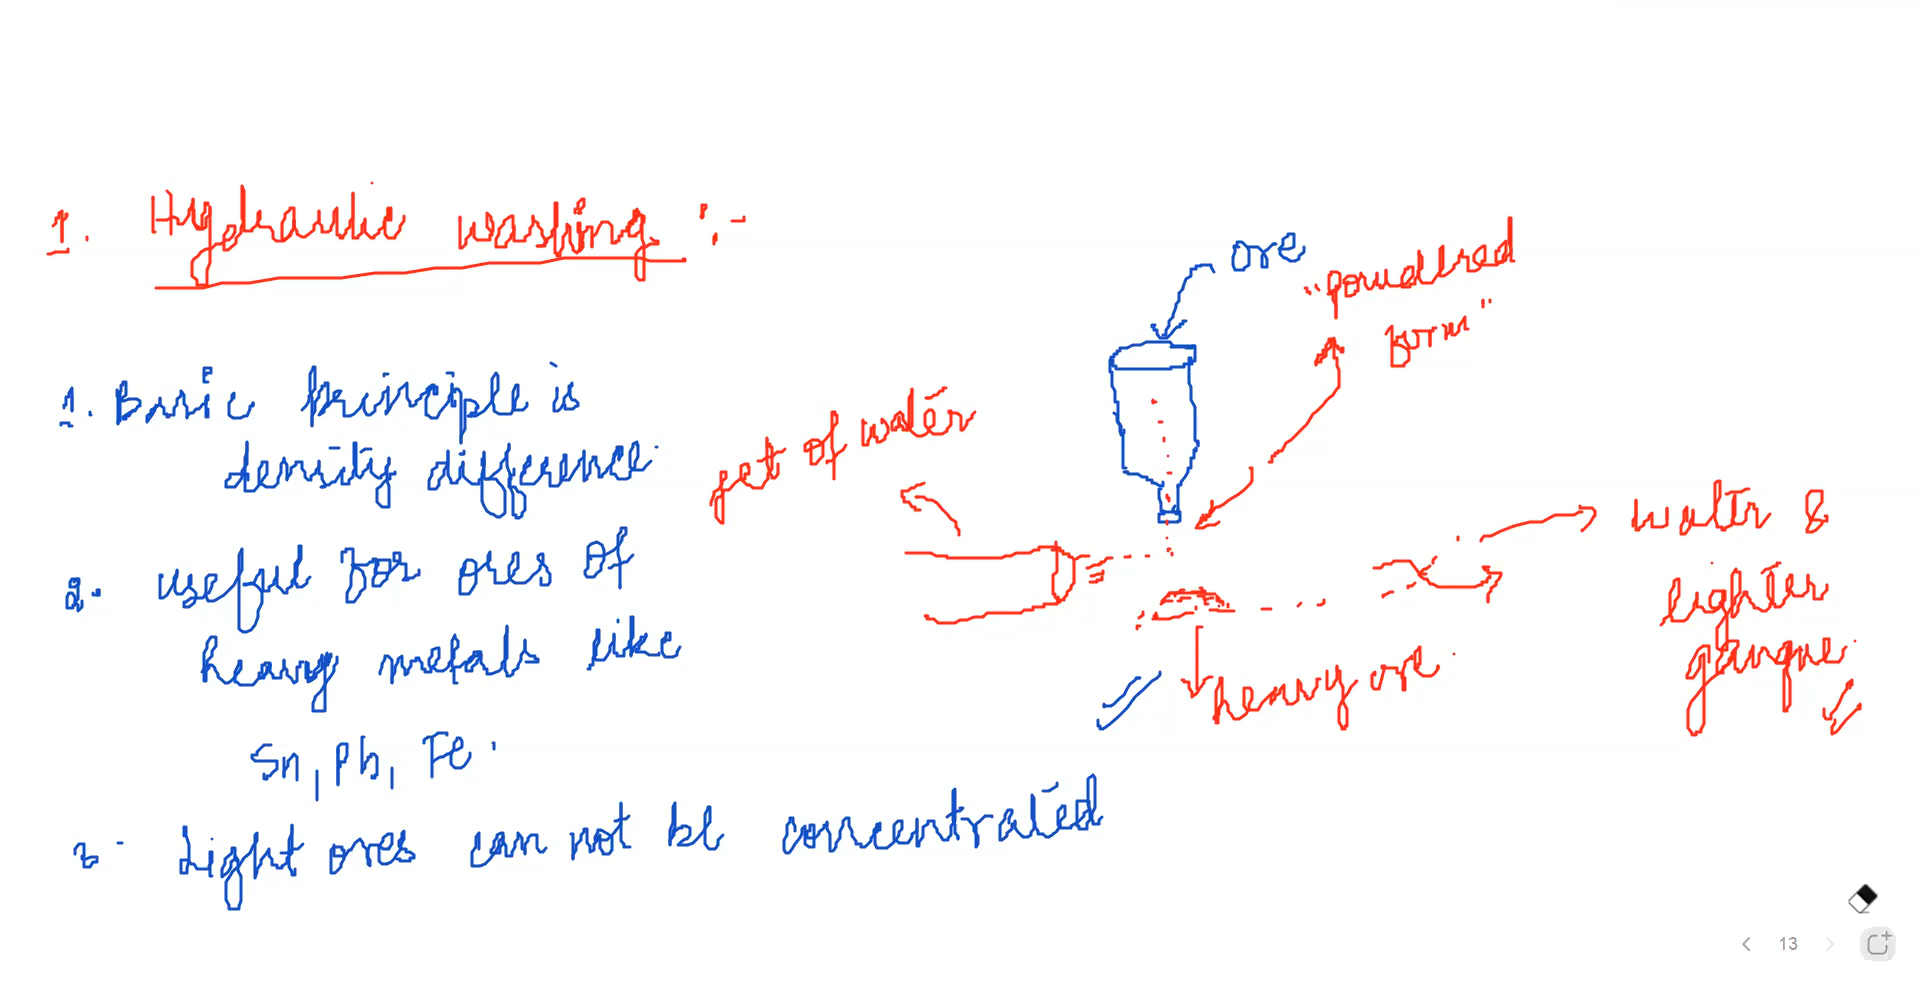 1. Hydraulic washing :-
1. Basic principle is
density difference.
2. useful for ores of
heavy metals like
Sn, Pb, Fe.
3. Light ores can not be concentrated
ore
"powdered
form"
jet of water
heavy ore.
water &
lighter
gangue.
13